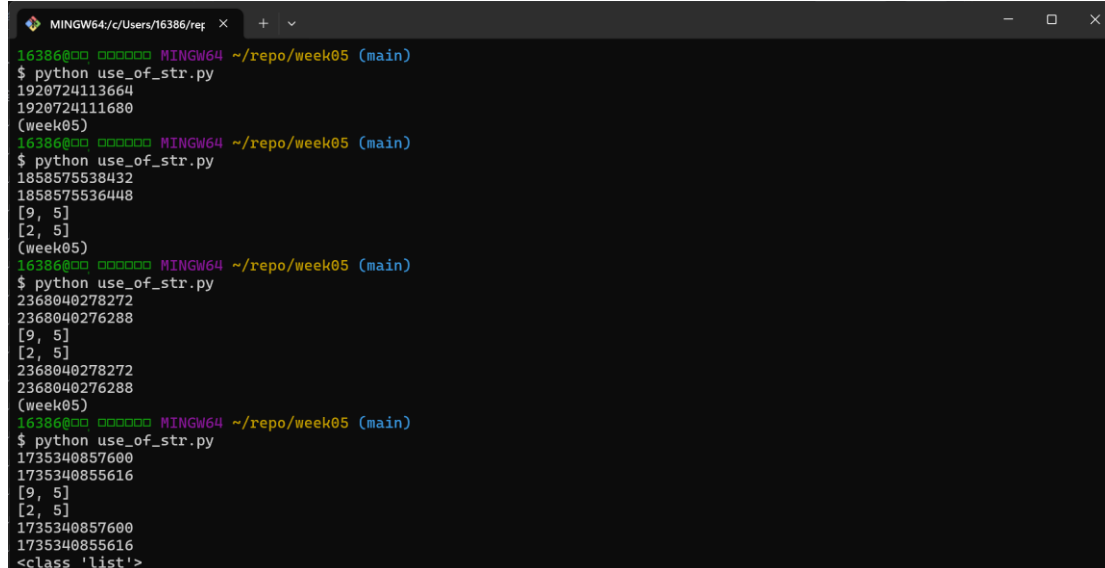 MINGW64:/c/Users/16386/rep
16386@ MINGW64 ~/repo/week05 (main)
$ python use_of_str.py
1920724113664
1920724111680
(week05)
16386@ MINGW64 ~/repo/week05 (main)
$ python use_of_str.py
1858575538432
1858575536448
[9, 5]
[2, 5]
(week05)
16386@ MINGW64 ~/repo/week05 (main)
$ python use_of_str.py
2368040278272
2368040276288
[9, 5]
[2, 5]
2368040278272
2368040276288
(week05)
16386@ MINGW64 ~/repo/week05 (main)
$ python use_of_str.py
1735340857600
1735340855616
[9, 5]
[2, 5]
1735340857600
1735340855616
<class 'list'>